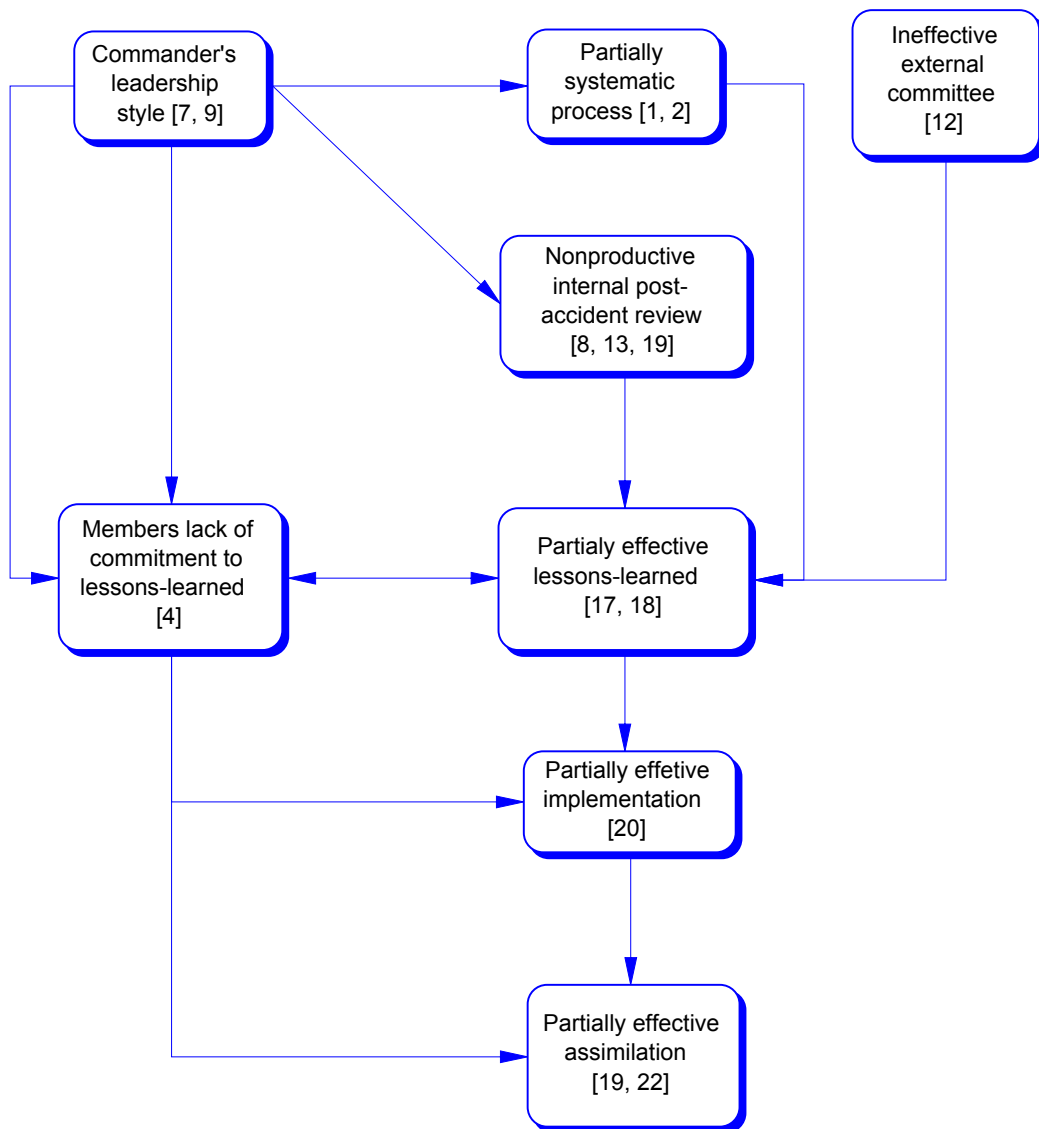 Commander's
leadership
style [7, 9]
Partially
systematic
process [1, 2]
Ineffective
external
committee
[12]
Nonproductive
internal post-
accident review
[8, 13, 19]
Members lack of
commitment to
lessons-learned
[4]
Partialy effective
lessons-learned
[17, 18]
Partially effetive
implementation
[20]
Partially effective
assimilation
[19, 22]